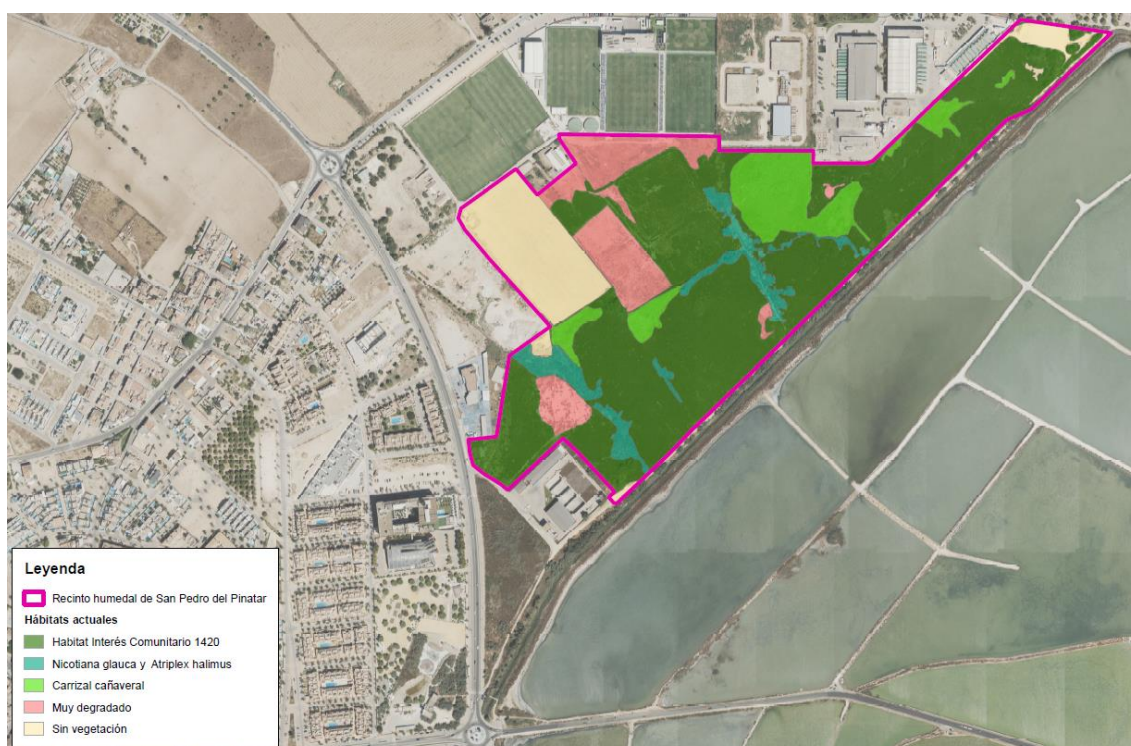 Leyenda
Recinto humedal de San Pedro del Pinatar
Hábitats actuales
Habitat Interés Comunitario 1420
Nicotiana glauca y Atriplex halimus
Carrizal cañaveral
Muy degradado
Sin vegetación